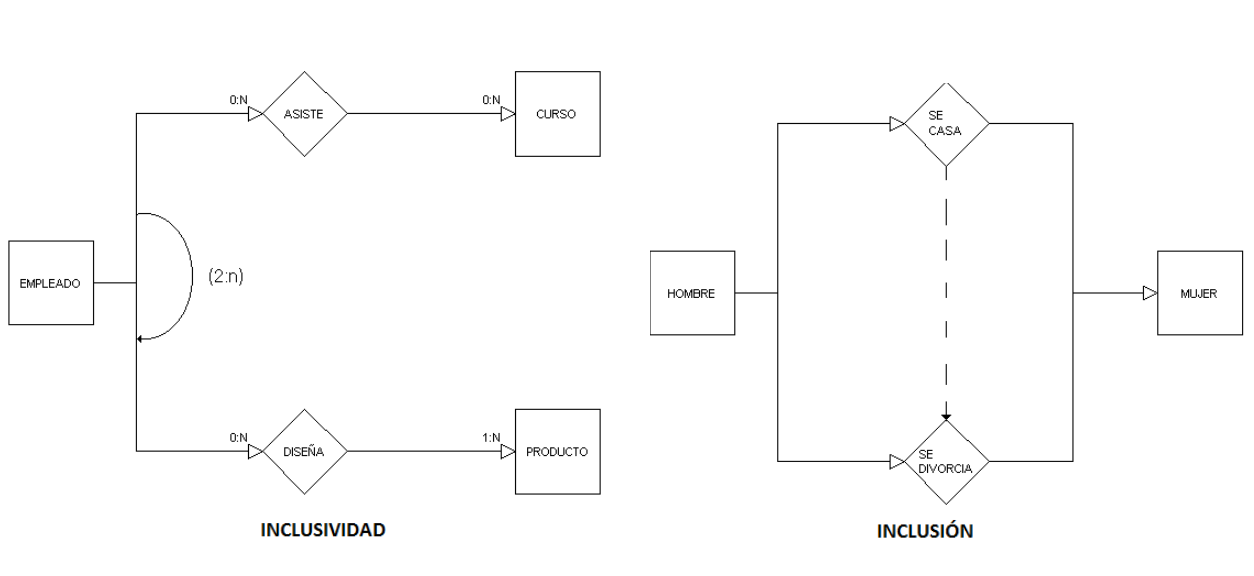 0:N
ASISTE
0:N
CURSO
EMPLEADO
(2:n)
0:N
DISEÑA
1:N
PRODUCTO
INCLUSIVIDAD
SE
CASA
HOMBRE
MUJER
SE
DIVORCIA
INCLUSIÓN